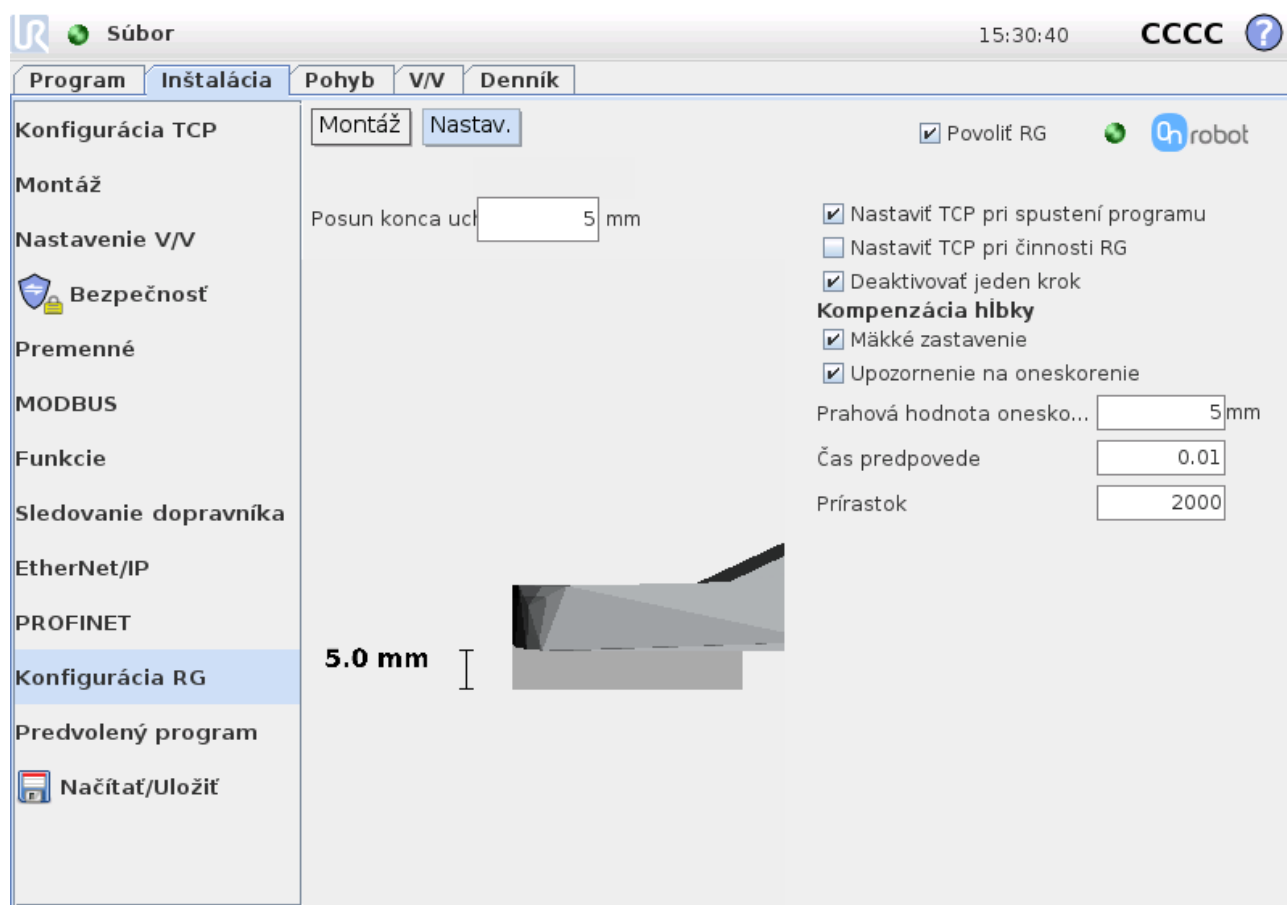 Súbor 15:30:40 CCCC ?
Program Inštalácia Pohyb V/V Denník
Konfigurácia TCP
Montáž
Nastavenie V/V
Bezpečnosť
Premenné
MODBUS
Funkcie
Sledovanie dopravníka
EtherNet/IP
PROFINET
Konfigurácia RG
Predvolený program
Načítať/Uložiť
Montáž Nastav.
Povoliť RG
On robot
Posun konca uch 5 mm
5.0 mm
Nastaviť TCP pri spustení programu
Nastaviť TCP pri činnosti RG
Deaktivovať jeden krok
Kompenzácia hĺbky
Mäkké zastavenie
Upozornenie na oneskorenie
Prahová hodnota onesko... 5 mm
Čas predpovede 0.01
Prírastok 2000